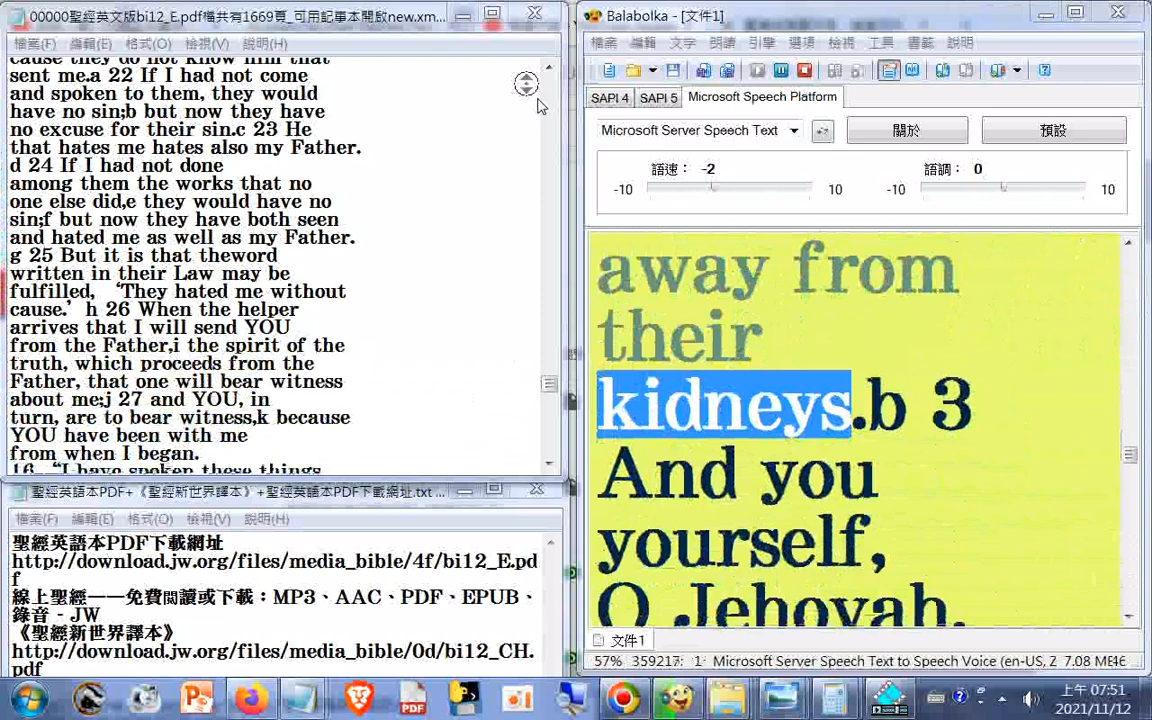 00000聖經英文版bi12_E.pdf檔共有1669頁_可用記事本開啟new.xm...
檔案(F) 編輯(E) 格式(O) 檢視(V) 說明(H)
cause they do not know him that
sent me.a 22 If I had not come
and spoken to them, they would
have no sin;b but now they have
no excuse for their sin.c 23 He
that hates me hates also my Father.
d 24 If I had not done
among them the works that no
one else did,e they would have no
sin;f but now they have both seen
and hated me as well as my Father.
g 25 But it is that theword
written in their Law may be
fulfilled, ‘They hated me without
cause.’ h 26 When the helper
arrives that I will send YOU
from the Father,i the spirit of the
truth, which proceeds from the
Father, that one will bear witness
about me;j 27 and YOU, in
turn, are to bear witness,k because
YOU have been with me
from when I began.
16 “I have spoken these things
聖經英語本PDF+《聖經新世界譯本》+聖經英語本PDF下載網址.txt ...
檔案(F) 編輯(E) 格式(O) 檢視(V) 說明(H)
聖經英語本PDF下載網址
http://download.jw.org/files/media_bible/4f/bi12_E.pd
f
線上聖經——免費閱讀或下載：MP3、AAC、PDF、EPUB、
錄音 - JW
《聖經新世界譯本》
http://download.jw.org/files/media_bible/0d/bi12_CH.
pdf
Balabolka - [文件1]
檔案 編輯 文字 朗讀 引擎 選項 檢視 工具 書籤 說明
SAPI 4 SAPI 5 Microsoft Speech Platform
Microsoft Server Speech Text 關於 預設
語速： -2 語調： 0
-10 10 -10 10
away from
their
kidneys.b 3
And you
yourself,
O Jehovah,
文件1
57% 359217: 1 Microsoft Server Speech Text to Speech Voice (en-US, Z 7.08 ME46
上午 07:51
2021/11/12